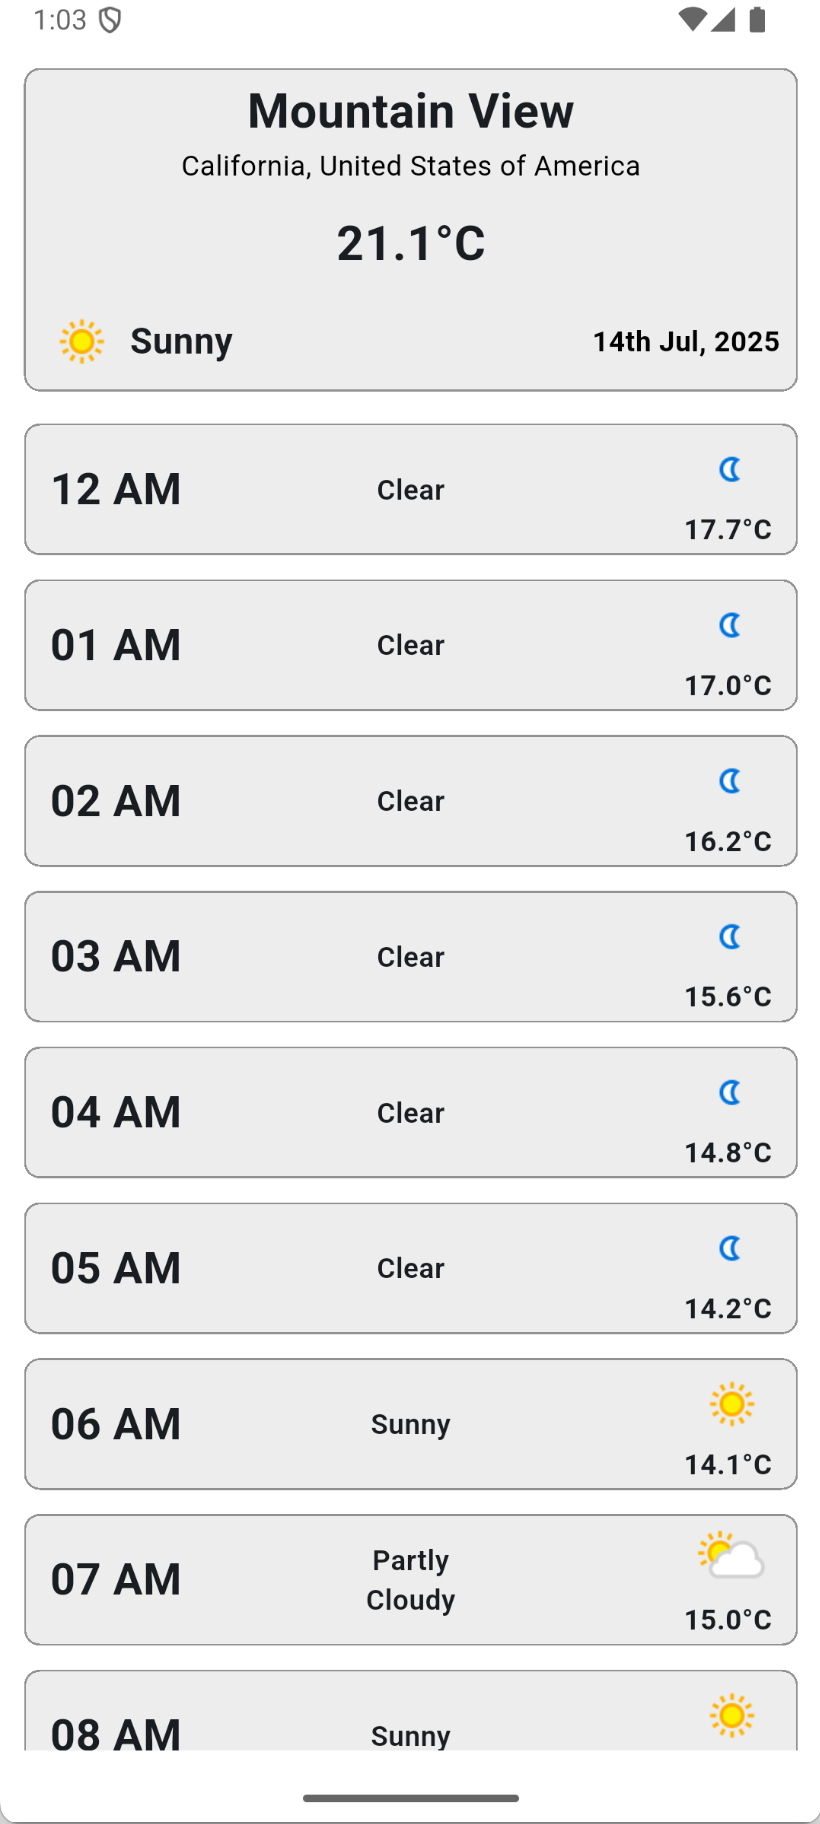 1:03
Mountain View
California, United States of America
21.1°C
Sunny
14th Jul, 2025
12 AM
Clear
17.7°C
01 AM
Clear
17.0°C
02 AM
Clear
16.2°C
03 AM
Clear
15.6°C
04 AM
Clear
14.8°C
05 AM
Clear
14.2°C
06 AM
Sunny
14.1°C
07 AM
Partly
Cloudy
15.0°C
08 AM
Sunny